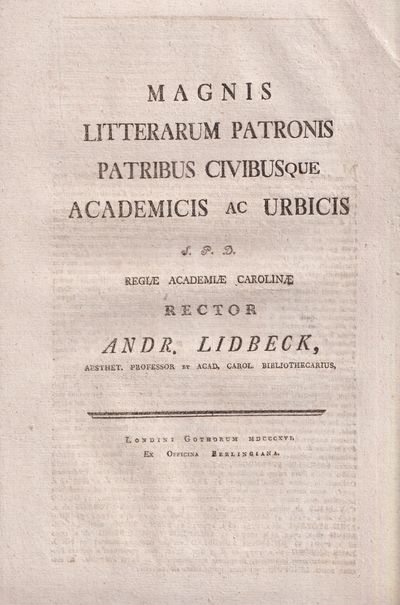 MAGNIS
LITTERARUM PATRONIS
PATRIBUS CIVIBUSQUE
ACADEMICIS AC URBICIS
S. P. D.
REGIÆ ACADEMIÆ CAROLINÆ
RECTOR
ANDR. LIDBECK,
AESTHET. PROFESSOR ET ACAD. CAROL. BIBLIOTHECARIUS.
LONDINI GOTHORUM MDCCCXVI.
EX OFFICINA BERLINGIANA.